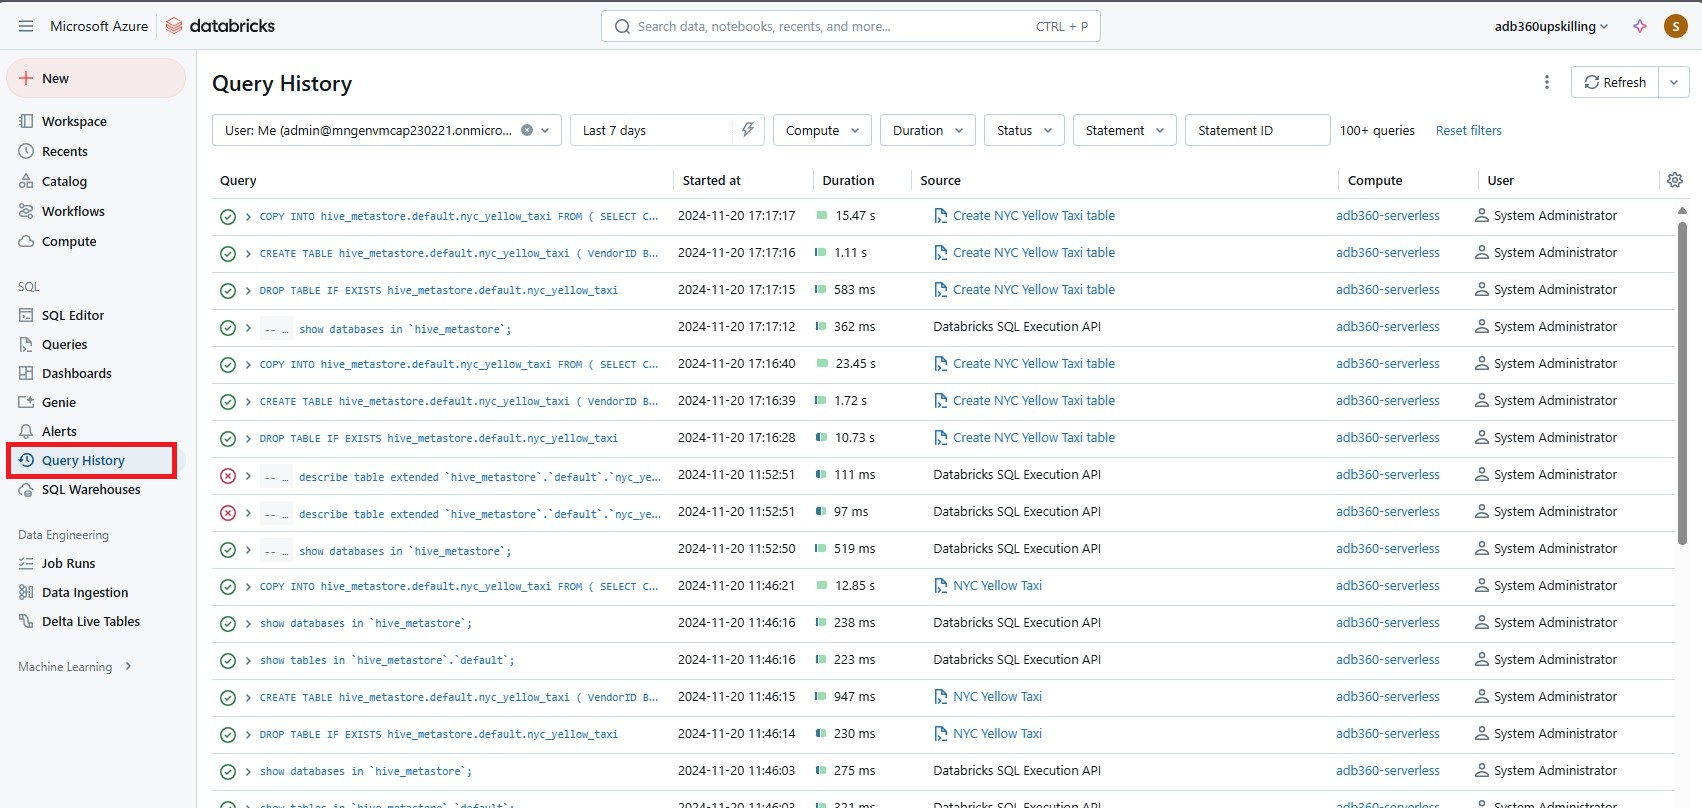 Microsoft Azure databricks Search data, notebooks, recents, and more... CTRL + P adb360upskilling S
New
Workspace
Recents
Catalog
Workflows
Compute
SQL
SQL Editor
Queries
Dashboards
Genie
Alerts
Query History
SQL Warehouses
Data Engineering
Job Runs
Data Ingestion
Delta Live Tables
Machine Learning
Query History
Refresh
User: Me (admin@mngenvmcap230221.onmicro... Last 7 days Compute Duration Status Statement Statement ID 100+ queries Reset filters
Query Started at Duration Source Compute User
COPY INTO hive_metastore.default.nyc_yellow_taxi FROM ( SELECT C... 2024-11-20 17:17:17 15.47 s Create NYC Yellow Taxi table adb360-serverless System Administrator
CREATE TABLE hive_metastore.default.nyc_yellow_taxi ( VendorID B... 2024-11-20 17:17:16 1.11 s Create NYC Yellow Taxi table adb360-serverless System Administrator
DROP TABLE IF EXISTS hive_metastore.default.nyc_yellow_taxi 2024-11-20 17:17:15 583 ms Create NYC Yellow Taxi table adb360-serverless System Administrator
-- … show databases in `hive_metastore`; 2024-11-20 17:17:12 362 ms Databricks SQL Execution API adb360-serverless System Administrator
COPY INTO hive_metastore.default.nyc_yellow_taxi FROM ( SELECT C... 2024-11-20 17:16:40 23.45 s Create NYC Yellow Taxi table adb360-serverless System Administrator
CREATE TABLE hive_metastore.default.nyc_yellow_taxi ( VendorID B... 2024-11-20 17:16:39 1.72 s Create NYC Yellow Taxi table adb360-serverless System Administrator
DROP TABLE IF EXISTS hive_metastore.default.nyc_yellow_taxi 2024-11-20 17:16:28 10.73 s Create NYC Yellow Taxi table adb360-serverless System Administrator
-- … describe table extended `hive_metastore`.`default`.`nyc_ye... 2024-11-20 11:52:51 111 ms Databricks SQL Execution API adb360-serverless System Administrator
-- … describe table extended `hive_metastore`.`default`.`nyc_ye... 2024-11-20 11:52:51 97 ms Databricks SQL Execution API adb360-serverless System Administrator
-- … show databases in `hive_metastore`; 2024-11-20 11:52:50 519 ms Databricks SQL Execution API adb360-serverless System Administrator
COPY INTO hive_metastore.default.nyc_yellow_taxi FROM ( SELECT C... 2024-11-20 11:46:21 12.85 s NYC Yellow Taxi adb360-serverless System Administrator
show databases in `hive_metastore`; 2024-11-20 11:46:16 238 ms Databricks SQL Execution API adb360-serverless System Administrator
show tables in `hive_metastore`.`default`; 2024-11-20 11:46:16 223 ms Databricks SQL Execution API adb360-serverless System Administrator
CREATE TABLE hive_metastore.default.nyc_yellow_taxi ( VendorID B... 2024-11-20 11:46:15 947 ms NYC Yellow Taxi adb360-serverless System Administrator
DROP TABLE IF EXISTS hive_metastore.default.nyc_yellow_taxi 2024-11-20 11:46:14 230 ms NYC Yellow Taxi adb360-serverless System Administrator
show databases in `hive_metastore`; 2024-11-20 11:46:03 275 ms Databricks SQL Execution API adb360-serverless System Administrator
show tables in `hive_metastore`.`default`; 2024-11-20 11:46:03 321 ms Databricks SQL Execution API adb360-serverless System Administrator